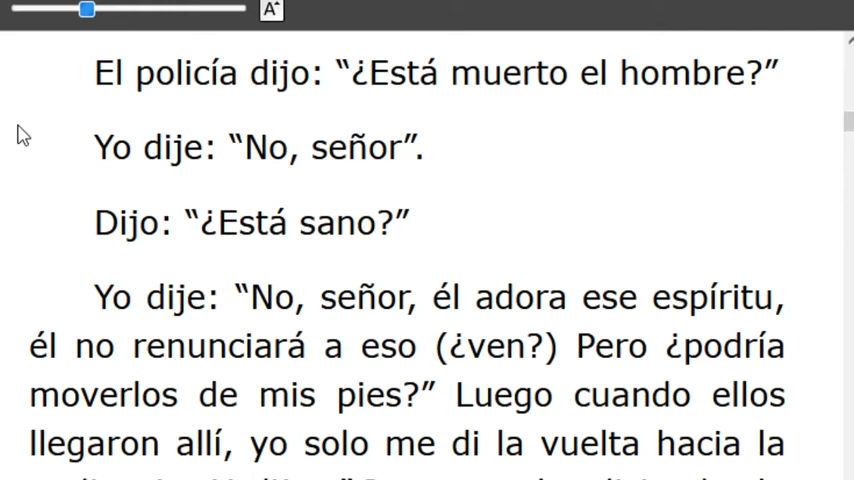 A
El policía dijo: “¿Está muerto el hombre?”
Yo dije: “No, señor”.
Dijo: “¿Está sano?”
Yo dije: “No, señor, él adora ese espíritu,
él no renunciará a eso (¿ven?) Pero ¿podría
moverlos de mis pies?” Luego cuando ellos
llegaron allí, yo solo me di la vuelta hacia la